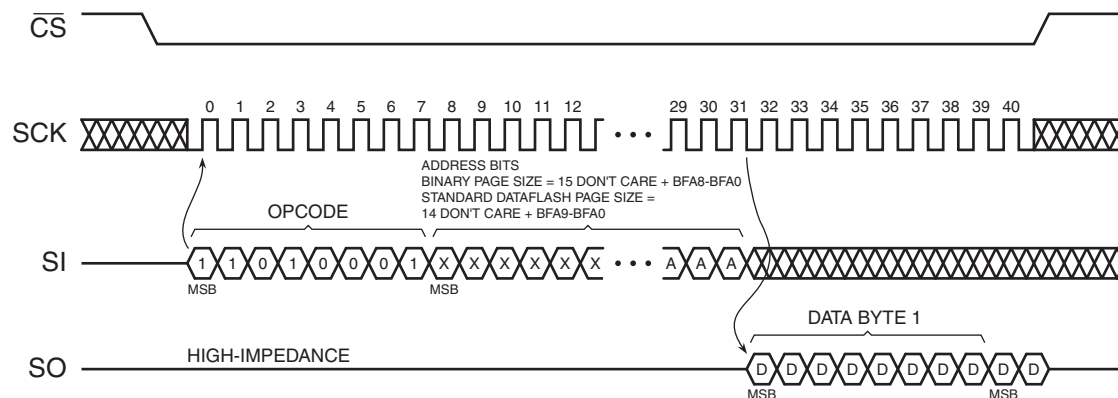 CS
SCK
0 1 2 3 4 5 6 7 8 9 10 11 12 29 30 31 32 33 34 35 36 37 38 39 40
ADDRESS BITS
BINARY PAGE SIZE = 15 DON'T CARE + BFA8-BFA0
STANDARD DATAFLASH PAGE SIZE =
14 DON'T CARE + BFA9-BFA0
OPCODE
SI
1 1 0 1 0 0 0 1 X X X X X X A A A
MSB MSB
DATA BYTE 1
SO
HIGH-IMPEDANCE
D D D D D D D D D D
MSB MSB